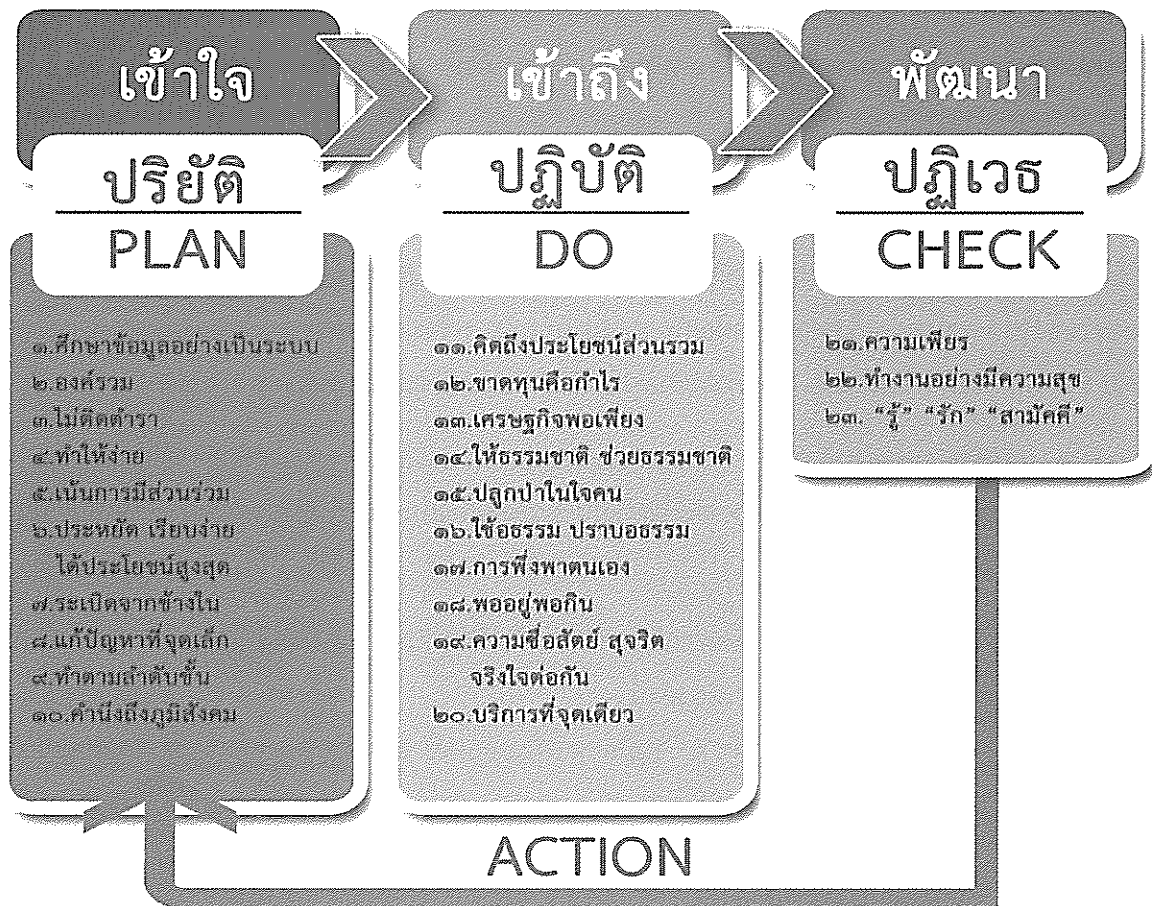 เข้าใจ
ปริยัติ
PLAN
๑.ศึกษาข้อมูลอย่างเป็นระบบ
๒.องค์รวม
๓.ไม่ติดตำรา
๔.ทำให้ง่าย
๕.เน้นการมีส่วนร่วม
๖.ประหยัด เรียบง่าย
ได้ประโยชน์สูงสุด
๗.ระเบิดจากข้างใน
๘.แก้ปัญหาที่จุดเล็ก
๙.ทำตามลำดับขั้น
๑๐.คำนึงถึงภูมิสังคม
เข้าถึง
ปฏิบัติ
DO
๑๑.คิดถึงประโยชน์ส่วนรวม
๑๒.ขาดทุนคือกำไร
๑๓.เศรษฐกิจพอเพียง
๑๔.ให้ธรรมชาติ ช่วยธรรมชาติ
๑๕.ปลูกป่าในใจคน
๑๖.ใช้อธรรม ปราบอธรรม
๑๗.การพึ่งพาตนเอง
๑๘.พออยู่พอกิน
๑๙.ความซื่อสัตย์ สุจริต
จริงใจต่อกัน
๒๐.บริการที่จุดเดียว
พัฒนา
ปฏิเวธ
CHECK
๒๑.ความเพียร
๒๒.ทำงานอย่างมีความสุข
๒๓. “รู้” “รัก” “สามัคคี”
ACTION